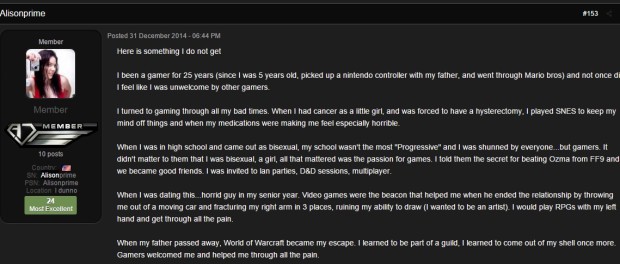 Alisonprime
#153
Member
Member
MEMBER
10 posts
Country:
BN: Alisonprime
PSN: Alisonprime
Location I dunno
24
Most Excellent
Posted 31 December 2014 - 06:44 PM
Here is something I do not get
I been a gamer for 25 years (since I was 5 years old, picked up a nintendo controller with my father, and went through Mario bros) and not once di
I feel like I was unwelcome by other gamers.
I turned to gaming through all my bad times. When I had cancer as a little girl, and was forced to have a hysterectomy, I played SNES to keep my
mind off things and when my medications were making me feel especially horrible.
When I was in high school and came out as bisexual, my school wasn't the most "Progressive" and I was shunned by everyone...but gamers. It
didn't matter to them that I was bisexual, a girl, all that mattered was the passion for games. I told them the secret for beating Ozma from FF9 and
we became good friends. I was invited to lan parties, D&D sessions, multiplayer.
When I was dating this...horrid guy in my senior year. Video games were the beacon that helped me when he ended the relationship by throwing
me out of a moving car and fracturing my right arm in 3 places, ruining my ability to draw (I wanted to be an artist). I would play RPGs with my left
hand and get through all the pain.
When my father passed away, World of Warcraft became my escape. I learned to be part of a guild, I learned to come out of my shell once more.
Gamers welcomed me and helped me through all the pain.